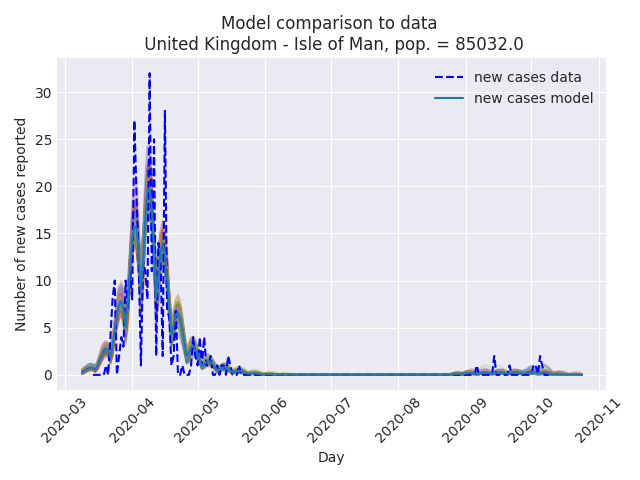 Model comparison to data
United Kingdom - Isle of Man, pop. = 85032.0
new cases data
new cases model
Number of new cases reported
30
25
20
15
10
5
0
2020-03
2020-04
2020-05
2020-06
2020-07
2020-08
2020-09
2020-10
2020-11
Day